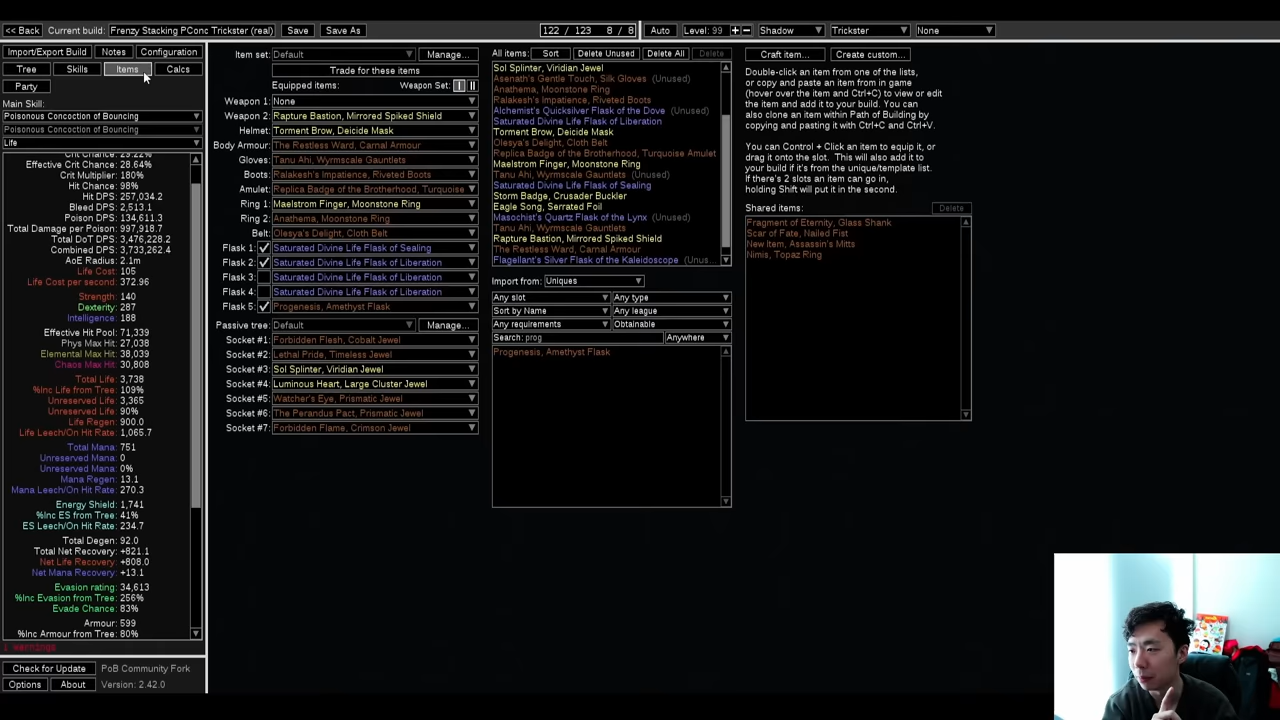 << Back
Current build: Frenzy Stacking PConc Trickster (real)
Save
Save As
122 / 123 8 / 8
Auto
Level: 99
Shadow
Trickster
None
Import/Export Build
Notes
Configuration
Tree
Skills
Items
Calcs
Party
Main Skill:
Poisonous Concoction of Bouncing
Poisonous Concoction of Bouncing
Life
Crit Chance: 29.22%
Effective Crit Chance: 28.64%
Crit Multiplier: 180%
Hit Chance: 98%
Hit DPS: 257,034.2
Bleed DPS: 2,513.1
Poison DPS: 134,611.3
Total Damage per Poison: 997,918.7
Total DoT DPS: 3,476,228.2
Combined DPS: 3,733,262.4
AoE Radius: 2.1m
Life Cost: 105
Life Cost per second: 372.96
Strength: 140
Dexterity: 287
Intelligence: 188
Effective Hit Pool: 71,339
Phys Max Hit: 27,038
Elemental Max Hit: 38,039
Chaos Max Hit: 30,808
Total Life: 3,738
%Inc Life from Tree: 109%
Unreserved Life: 3,365
Unreserved Life: 90%
Life Regen: 900.0
Life Leech/On Hit Rate: 1,065.7
Total Mana: 751
Unreserved Mana: 0
Unreserved Mana: 0%
Mana Regen: 13.1
Mana Leech/On Hit Rate: 270.3
Energy Shield: 1,741
%Inc ES from Tree: 41%
ES Leech/On Hit Rate: 234.7
Total Degen: 92.0
Total Net Recovery: +821.1
Net Life Recovery: +808.0
Net Mana Recovery: +13.1
Evasion rating: 34,613
%Inc Evasion from Tree: 256%
Evade Chance: 83%
Armour: 599
%Inc Armour from Tree: 80%
1 warnings
Check for Update
PoB Community Fork
Options
About
Version: 2.42.0
Item set: Default
Manage...
Trade for these items
Equipped items:
Weapon Set: I II
Weapon 1: None
Weapon 2: Rapture Bastion, Mirrored Spiked Shield
Helmet: Torment Brow, Deicide Mask
Body Armour: The Restless Ward, Carnal Armour
Gloves: Tanu Ahi, Wyrmscale Gauntlets
Boots: Ralakesh's Impatience, Riveted Boots
Amulet: Replica Badge of the Brotherhood, Turquoise
Ring 1: Maelstrom Finger, Moonstone Ring
Ring 2: Anathema, Moonstone Ring
Belt: Olesya's Delight, Cloth Belt
Flask 1: Saturated Divine Life Flask of Sealing
Flask 2: Saturated Divine Life Flask of Liberation
Flask 3: Saturated Divine Life Flask of Liberation
Flask 4: Saturated Divine Life Flask of Liberation
Flask 5: Progenesis, Amethyst Flask
Passive tree: Default
Manage...
Socket #1: Forbidden Flesh, Cobalt Jewel
Socket #2: Lethal Pride, Timeless Jewel
Socket #3: Sol Splinter, Viridian Jewel
Socket #4: Luminous Heart, Large Cluster Jewel
Socket #5: Watcher's Eye, Prismatic Jewel
Socket #6: The Perandus Pact, Prismatic Jewel
Socket #7: Forbidden Flame, Crimson Jewel
All items:
Sort
Delete Unused
Delete All
Delete
Sol Splinter, Viridian Jewel
Asenath's Gentle Touch, Silk Gloves (Unused)
Anathema, Moonstone Ring
Ralakesh's Impatience, Riveted Boots
Alchemist's Quicksilver Flask of the Dove (Unused)
Saturated Divine Life Flask of Liberation
Torment Brow, Deicide Mask
Olesya's Delight, Cloth Belt
Replica Badge of the Brotherhood, Turquoise Amulet
Maelstrom Finger, Moonstone Ring
Tanu Ahi, Wyrmscale Gauntlets (Unused)
Saturated Divine Life Flask of Sealing
Storm Badge, Crusader Buckler
Eagle Song, Serrated Foil
Masochist's Quartz Flask of the Lynx (Unused)
Tanu Ahi, Wyrmscale Gauntlets
Rapture Bastion, Mirrored Spiked Shield
The Restless Ward, Carnal Armour
Flagellant's Silver Flask of the Kaleidoscope (Unus...
Import from: Uniques
Any slot
Any type
Sort by Name
Any league
Any requirements
Obtainable
Search: prog
Anywhere
Progenesis, Amethyst Flask
Craft item...
Create custom...
Double-click an item from one of the lists,
or copy and paste an item from in game
(hover over the item and Ctrl+C) to view or edit
the item and add it to your build. You can
also clone an item within Path of Building by
copying and pasting it with Ctrl+C and Ctrl+V.
You can Control + Click an item to equip it, or
drag it onto the slot. This will also add it to
your build if it's from the unique/template list.
If there's 2 slots an item can go in,
holding Shift will put it in the second.
Shared items:
Delete
Fragment of Eternity, Glass Shank
Scar of Fate, Nailed Fist
New Item, Assassin's Mitts
Nimis, Topaz Ring